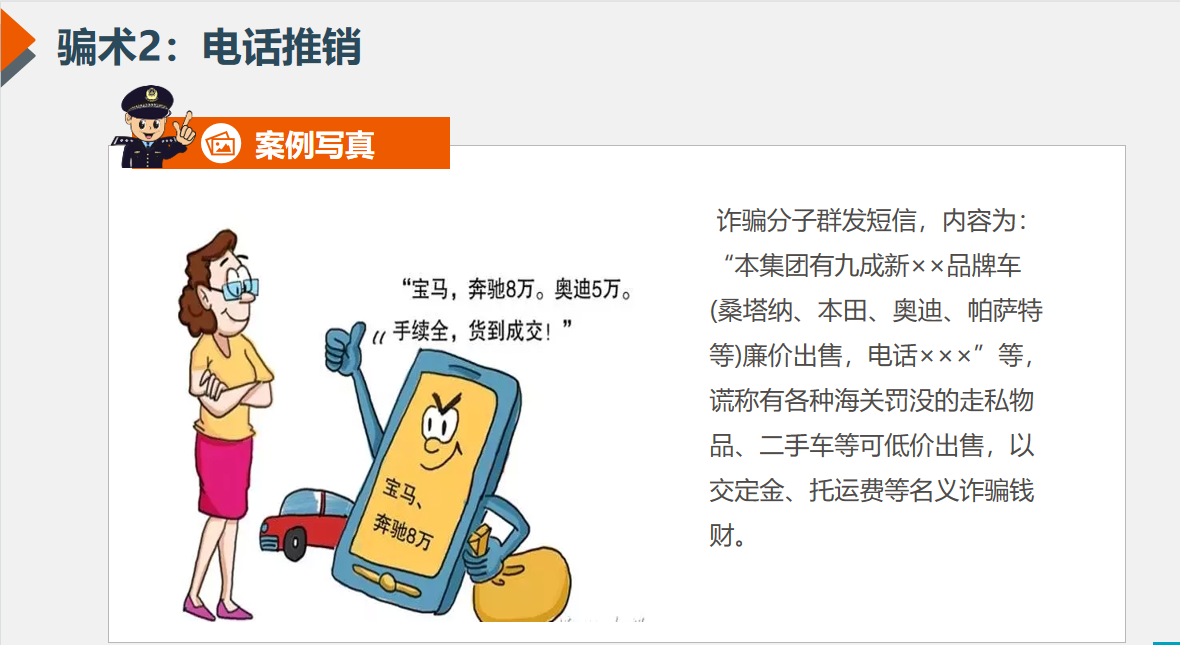 骗术2：电话推销
案例写真
诈骗分子群发短信，内容为：
“本集团有九成新××品牌车
(桑塔纳、本田、奥迪、帕萨特
等)廉价出售，电话×××”等，
谎称有各种海关罚没的走私物
品、二手车等可低价出售，以
交定金、托运费等名义诈骗钱
财。
“宝马，奔驰8万。奥迪5万。
手续全，货到成交！”
宝马、
奔驰8万